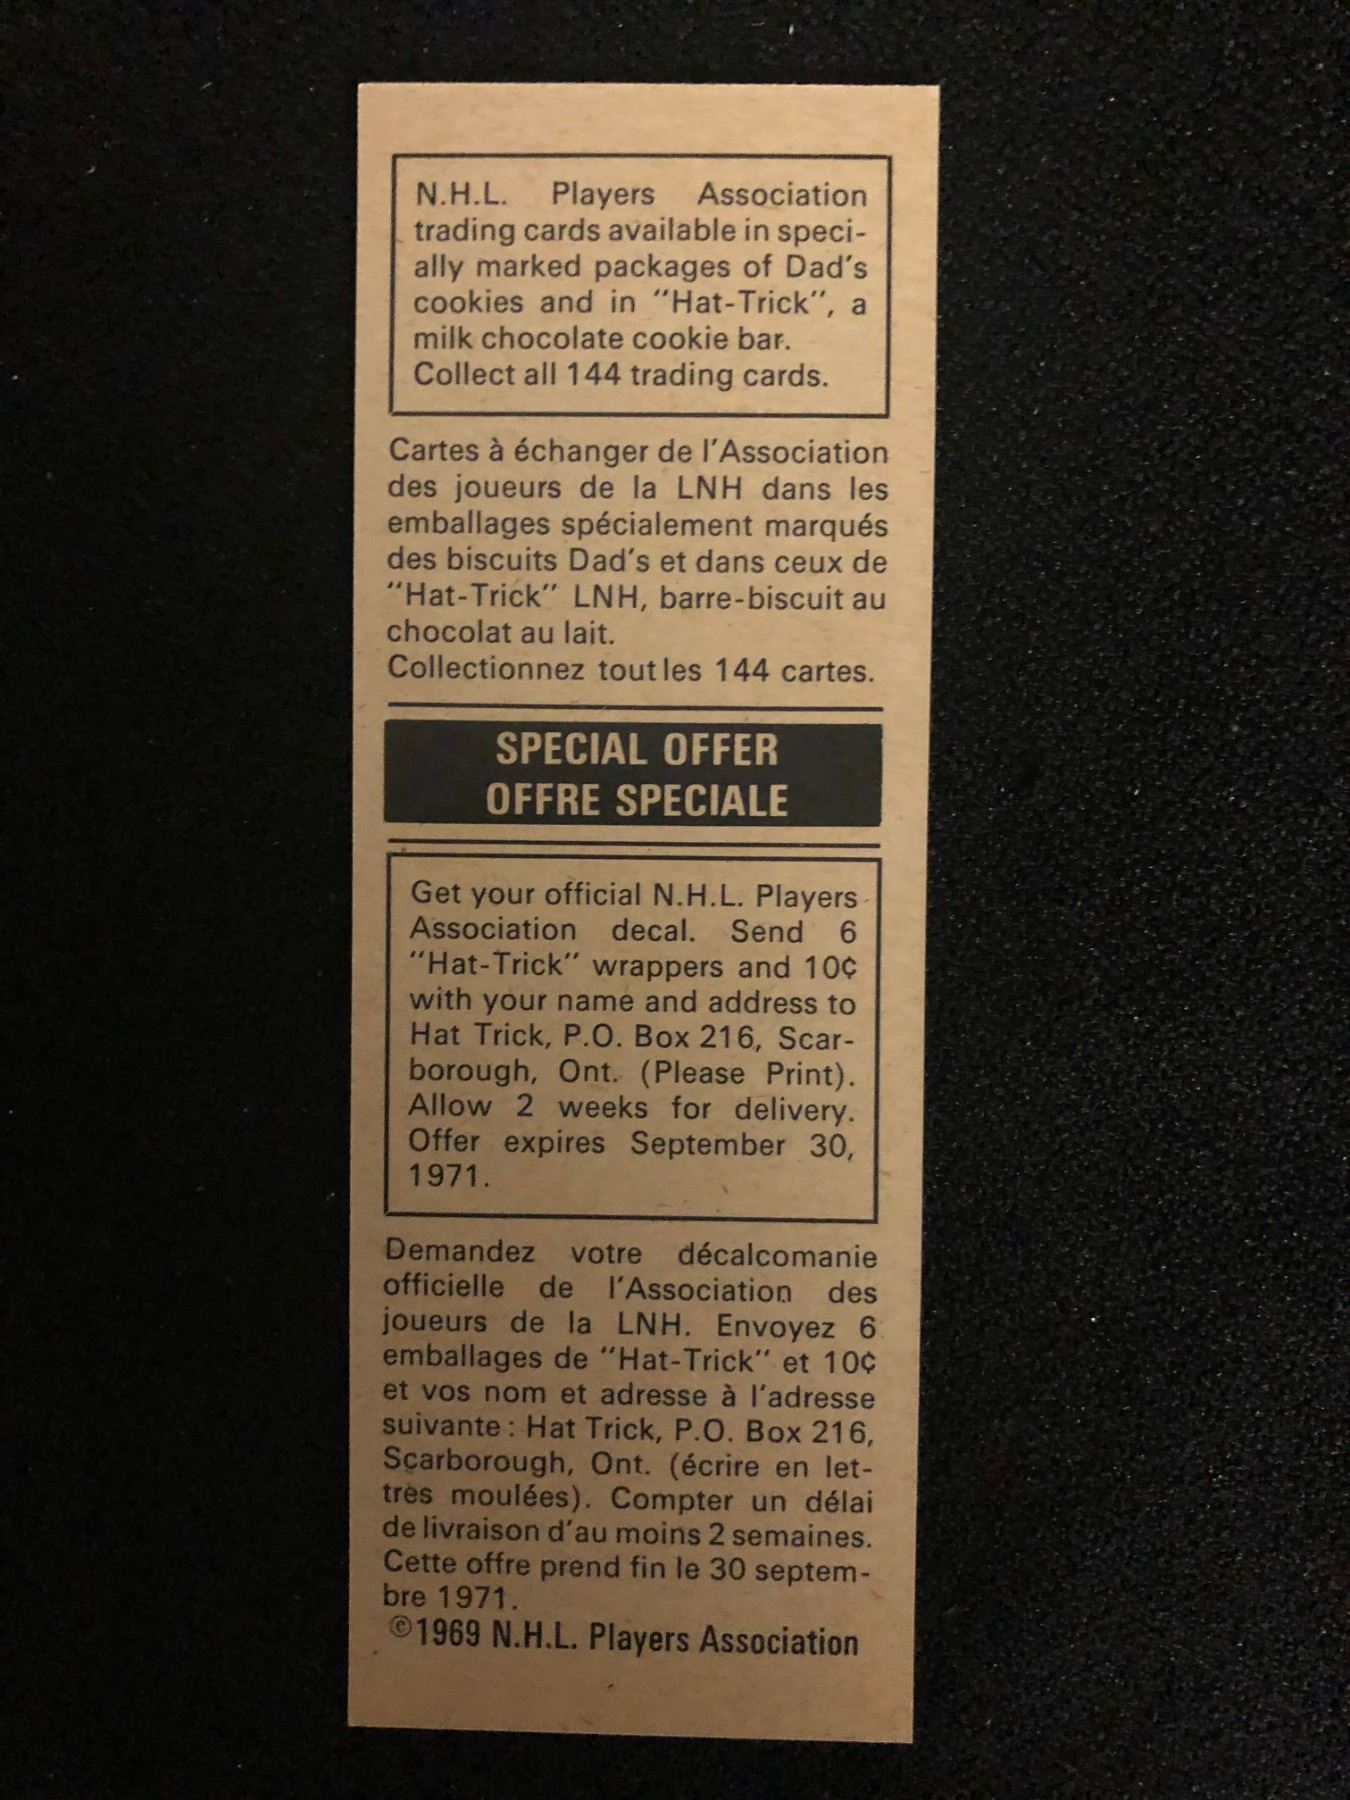 N.H.L. Players Association
trading cards available in speci-
ally marked packages of Dad's
cookies and in "Hat-Trick", a
milk chocolate cookie bar.
Collect all 144 trading cards.
Cartes à échanger de l'Association
des joueurs de la LNH dans les
emballages spécialement marqués
des biscuits Dad's et dans ceux de
"Hat-Trick" LNH, barre-biscuit au
chocolat au lait.
Collectionnez tout les 144 cartes.
SPECIAL OFFER
OFFRE SPECIALE
Get your official N.H.L. Players
Association decal. Send 6
"Hat-Trick" wrappers and 10¢
with your name and address to
Hat Trick, P.O. Box 216, Scar-
borough, Ont. (Please Print).
Allow 2 weeks for delivery.
Offer expires September 30,
1971.
Demandez votre décalcomanie
officielle de l'Association des
joueurs de la LNH. Envoyez 6
emballages de "Hat-Trick" et 10¢
et vos nom et adresse à l'adresse
suivante : Hat Trick, P.O. Box 216,
Scarborough, Ont. (écrire en let-
tres moulées). Compter un délai
de livraison d'au moins 2 semaines.
Cette offre prend fin le 30 septem-
bre 1971.
©1969 N.H.L. Players Association